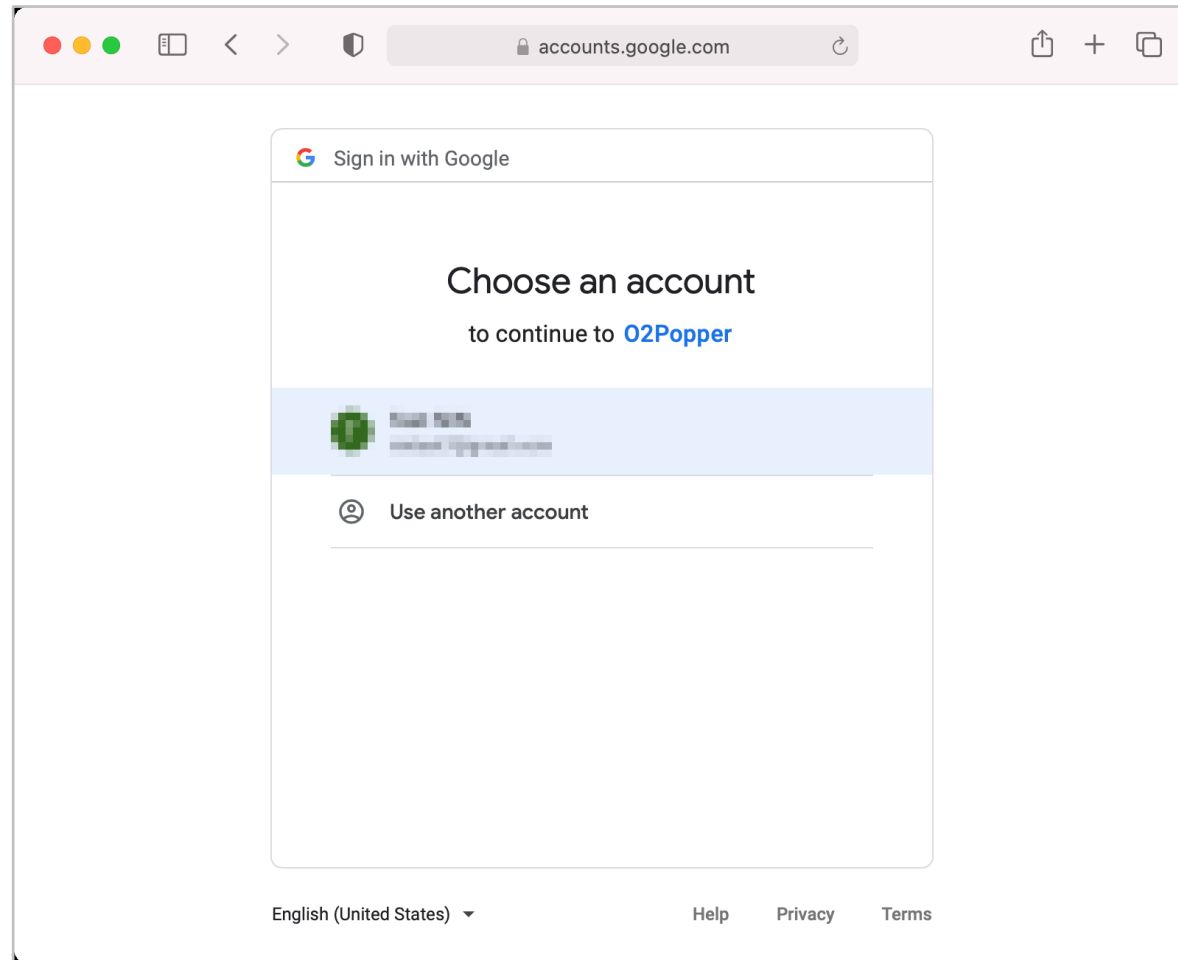 accounts.google.com
Sign in with Google
Choose an account
to continue to O2Popper
Use another account
English (United States)
Help Privacy Terms